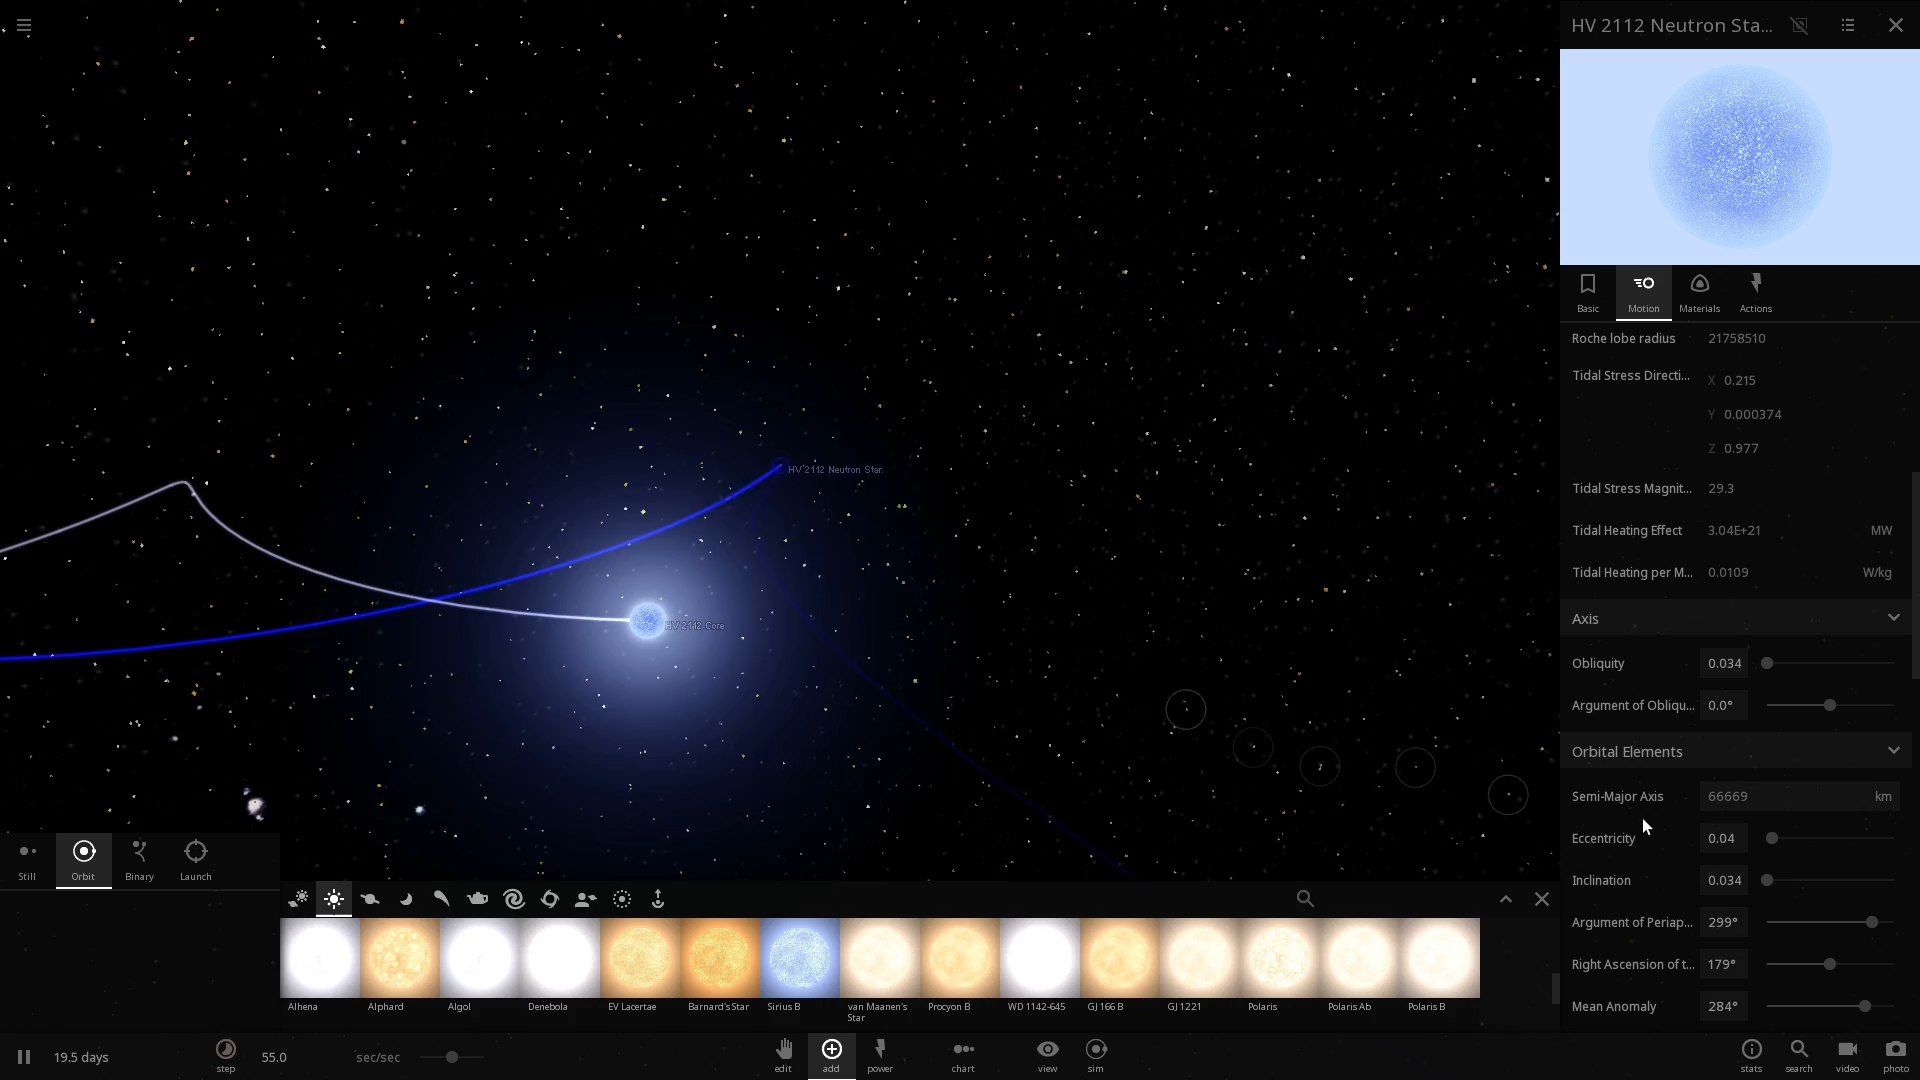 HV 2112 Neutron Sta...
HV 2112 Neutron Star
HV 2112 Core
Basic
Motion
Materials
Actions
Roche lobe radius 21758510
Tidal Stress Directi... X 0.215
Y 0.000374
Z 0.977
Tidal Stress Magnit... 29.3
Tidal Heating Effect 3.04E+21 MW
Tidal Heating per M... 0.0109 W/kg
Axis
Obliquity 0.034
Argument of Obliqu... 0.0°
Orbital Elements
Semi-Major Axis 66669 km
Eccentricity 0.04
Inclination 0.034
Argument of Periap... 299°
Right Ascension of t... 179°
Mean Anomaly 284°
Still
Orbit
Binary
Launch
Alhena
Alphard
Algol
Denebola
EV Lacertae
Barnard's Star
Sirius B
van Maanen's
Star
Procyon B
WD 1142-645
GJ 166 B
GJ 1221
Polaris
Polaris Ab
Polaris B
19.5 days
step
55.0 sec/sec
edit
add
power
chart
view
sim
stats
search
video
photo